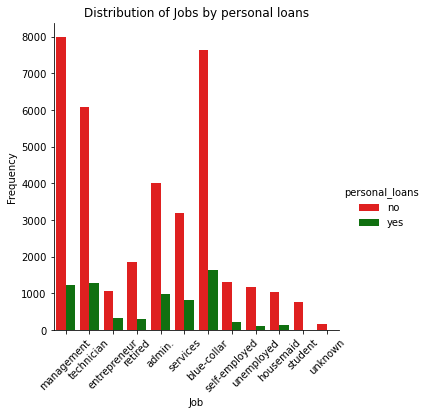 Distribution of Jobs by personal loans
Frequency
8000
7000
6000
5000
4000
3000
2000
1000
0
management
technician
entrepreneur
retired
admin.
services
blue-collar
self-employed
unemployed
housemaid
student
unknown
Job
personal_loans
no
yes